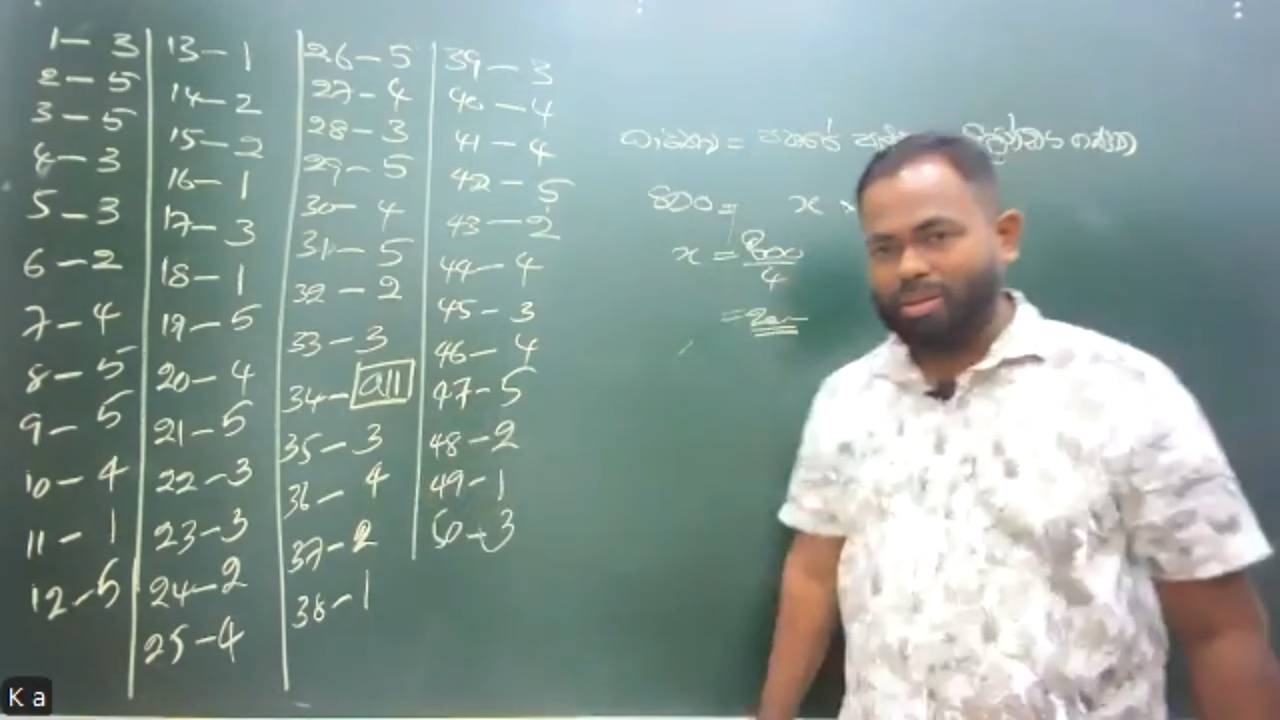 1 - 3
2 - 5
3 - 5
4 - 3
5 - 3
6 - 2
7 - 4
8 - 5
9 - 5
10 - 4
11 - 1
12 - 5
13 - 1
14 - 2
15 - 2
16 - 1
17 - 3
18 - 1
19 - 5
20 - 4
21 - 5
22 - 3
23 - 3
24 - 2
25 - 4
26 - 5
27 - 4
28 - 3
29 - 5
30 - 4
31 - 5
32 - 2
33 - 3
34 - all
35 - 3
36 - 4
37 - 2
38 - 1
39 - 3
40 - 4
41 - 4
42 - 5
43 - 2
44 - 4
45 - 3
46 - 4
47 - 5
48 - 2
49 - 1
50 - 3
800 = x
x = 800
4
= 200
K a